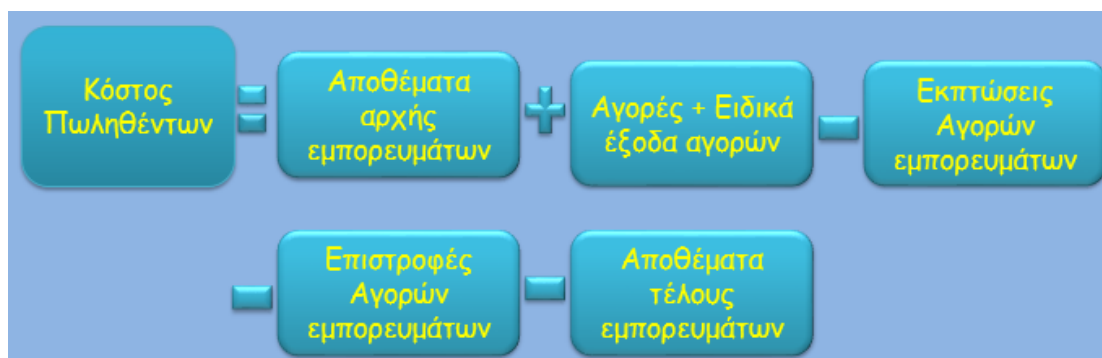 Κόστος
Πωληθέντων
=
Αποθέματα
αρχής
εμπορευμάτων
+
Αγορές + Ειδικά
έξοδα αγορών
-
Εκπτώσεις
Αγορών
εμπορευμάτων
-
Επιστροφές
Αγορών
εμπορευμάτων
-
Αποθέματα
τέλους
εμπορευμάτων